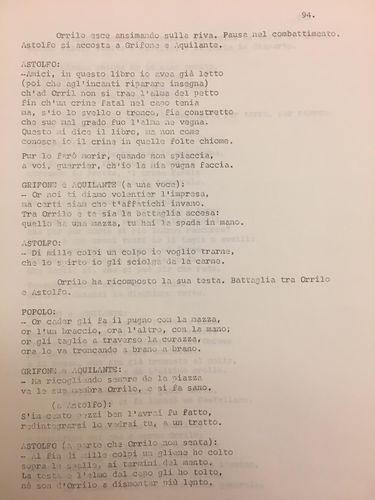 94.
Orrilo esce ansimando sulla riva. Pausa nel combattimento.
Astolfo si accosta a Grifone e Aquilante.
ASTOLFO:
-Amici, in questo libro io avea già letto
(poi che agl'incanti riparare insegna)
ch'ad Orril non si trae l'alma del petto
fin ch'un crine fatal nel capo tenia
ma, s'io lo svello o tronco, fia constretto
che suo mal grado fuo l'alma ne vegna.
Questo mi dice il libro, ma non come
conosca io il crine in quelle folte chiome.
Pur lo farò morir, quando non spiaccia,
a voi, guerrier, ch'io la mia pugna faccia.
GRIFONE e AQUILANTE (a una voce):
- Or noi ti diamo volentier l'impresa,
ma certi siam che t'affatichi invano.
Tra Orrilo e te sia la battaglia accesa:
quello ha una mazza, tu hai la spada in mano.
ASTOLFO:
- Di mille colpi un colpo io voglio trarne,
che lo spirto io gli sciolga da la carne.
Orrilo ha ricomposto la sua testa. Battaglia tra Orrilo
e Astolfo.
POPOLO:
- Or cader gli fa il pugno con la mazza,
or l'un braccio, ora l'altro, con la mano;
or gli taglia a traverso la corazza,
ora lo va troncando a brano a brano.
GRIFONE e AQUILANTE:
- Ma ricogliendo sempre de la piazza
va le sue membra Orrilo, e si fa sano.
(a Astolfo):
S'in cento pezzi ben l'avrai fu fatto,
redintegrarsi lo vedrai tu, a un tratto.
ASTOLFO (a parte che Orrilo non senta):
- Al fin di mille colpi un gliene ho colto
sopra le spalle, ai termini del mento.
La testa e l'elmo dal capo gli ho tolto,
né son d'Orrilo a dismontar più lento.